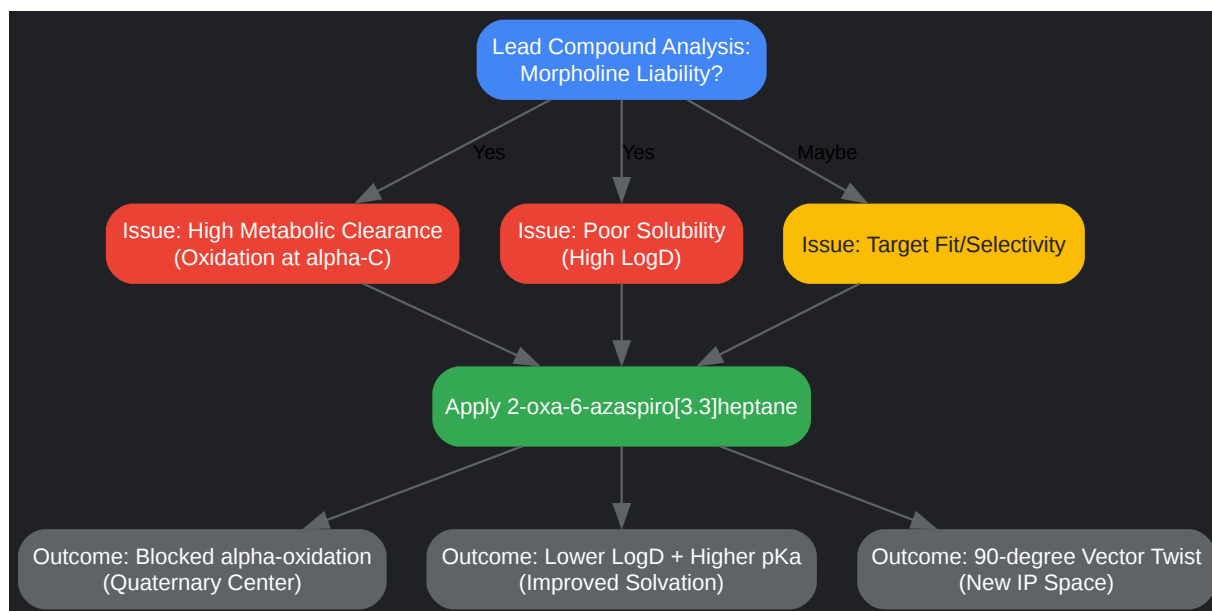 Lead Compound Analysis:
Morpholine Liability?
Yes
Yes
Maybe
Issue: High Metabolic Clearance
(Oxidation at alpha-C)
Issue: Poor Solubility
(High LogD)
Issue: Target Fit/Selectivity
Apply 2-oxa-6-azaspiro[3.3]heptane
Outcome: Blocked alpha-oxidation
(Quaternary Center)
Outcome: Lower LogD + Higher pKa
(Improved Solvation)
Outcome: 90-degree Vector Twist
(New IP Space)